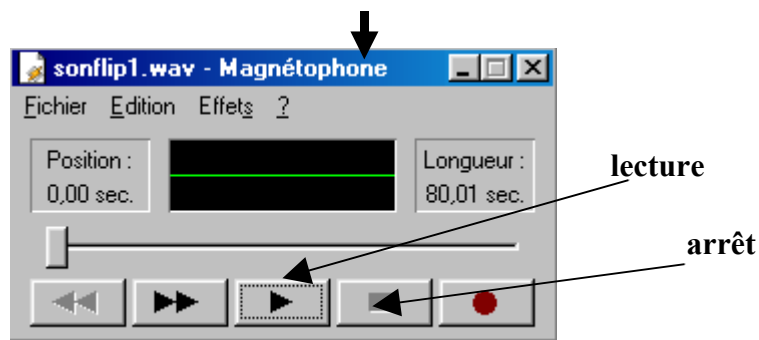 sonflip1.wav - Magnétophone
Fichier Edition Effets ?
Position :
0,00 sec.
Longueur :
80,01 sec.
lecture
arrêt